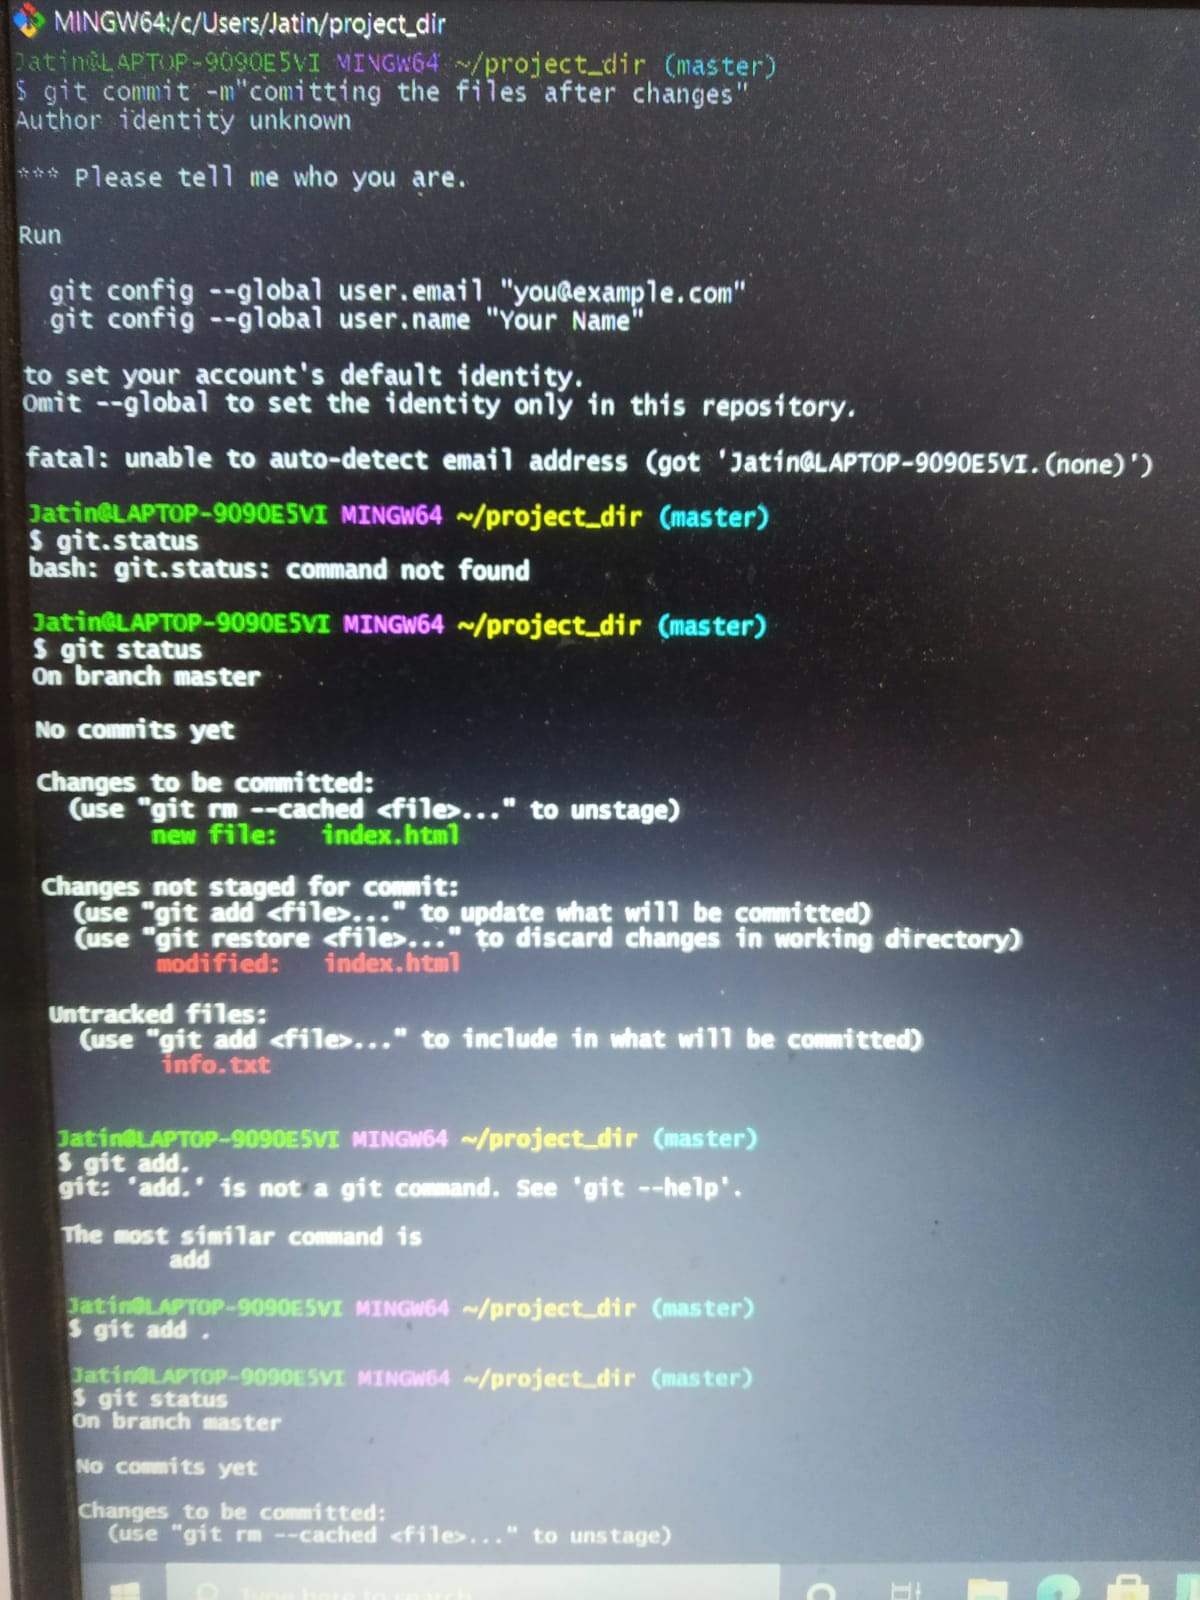 MINGW64:/c/Users/Jatin/project_dir
Jatin@LAPTOP-9090E5VI MINGW64 ~/project_dir (master)
$ git commit -m"comitting the files after changes"
Author identity unknown
*** Please tell me who you are.
Run
git config --global user.email "you@example.com"
git config --global user.name "Your Name"
to set your account's default identity.
Omit --global to set the identity only in this repository.
fatal: unable to auto-detect email address (got 'Jatin@LAPTOP-9090E5VI.(none)')
Jatin@LAPTOP-9090E5VI MINGW64 ~/project_dir (master)
$ git.status
bash: git.status: command not found
Jatin@LAPTOP-9090E5VI MINGW64 ~/project_dir (master)
$ git status
On branch master
No commits yet
Changes to be committed:
(use "git rm --cached <file>..." to unstage)
new file: index.html
Changes not staged for commit:
(use "git add <file>..." to update what will be committed)
(use "git restore <file>..." to discard changes in working directory)
modified: index.html
Untracked files:
(use "git add <file>..." to include in what will be committed)
info.txt
Jatin@LAPTOP-9090E5VI MINGW64 ~/project_dir (master)
$ git add.
git: 'add.' is not a git command. See 'git --help'.
The most similar command is
add
Jatin@LAPTOP-9090E5VI MINGW64 ~/project_dir (master)
$ git add .
Jatin@LAPTOP-9090E5VI MINGW64 ~/project_dir (master)
$ git status
On branch master
No commits yet
Changes to be committed:
(use "git rm --cached <file>..." to unstage)
Type here to search